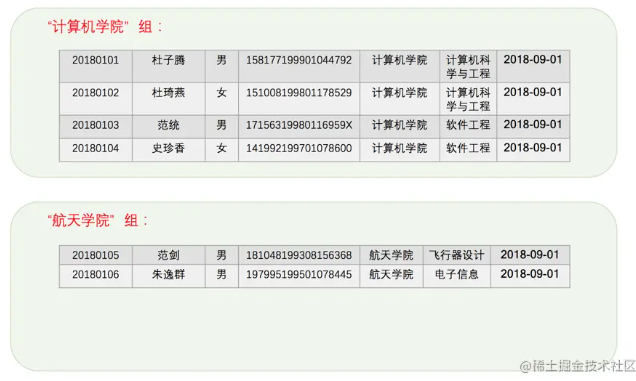 “计算机学院” 组：
20180101 杜子腾 男 158177199901044792 计算机学院 计算机科学与工程 2018-09-01
20180102 杜琦燕 女 151008199801178529 计算机学院 计算机科学与工程 2018-09-01
20180103 范统 男 17156319980116959X 计算机学院 软件工程 2018-09-01
20180104 史珍香 女 141992199701078600 计算机学院 软件工程 2018-09-01
“航天学院” 组：
20180105 范剑 男 181048199308156368 航天学院 飞行器设计 2018-09-01
20180106 朱逸群 男 197995199501078445 航天学院 电子信息 2018-09-01
@稀土掘金技术社区